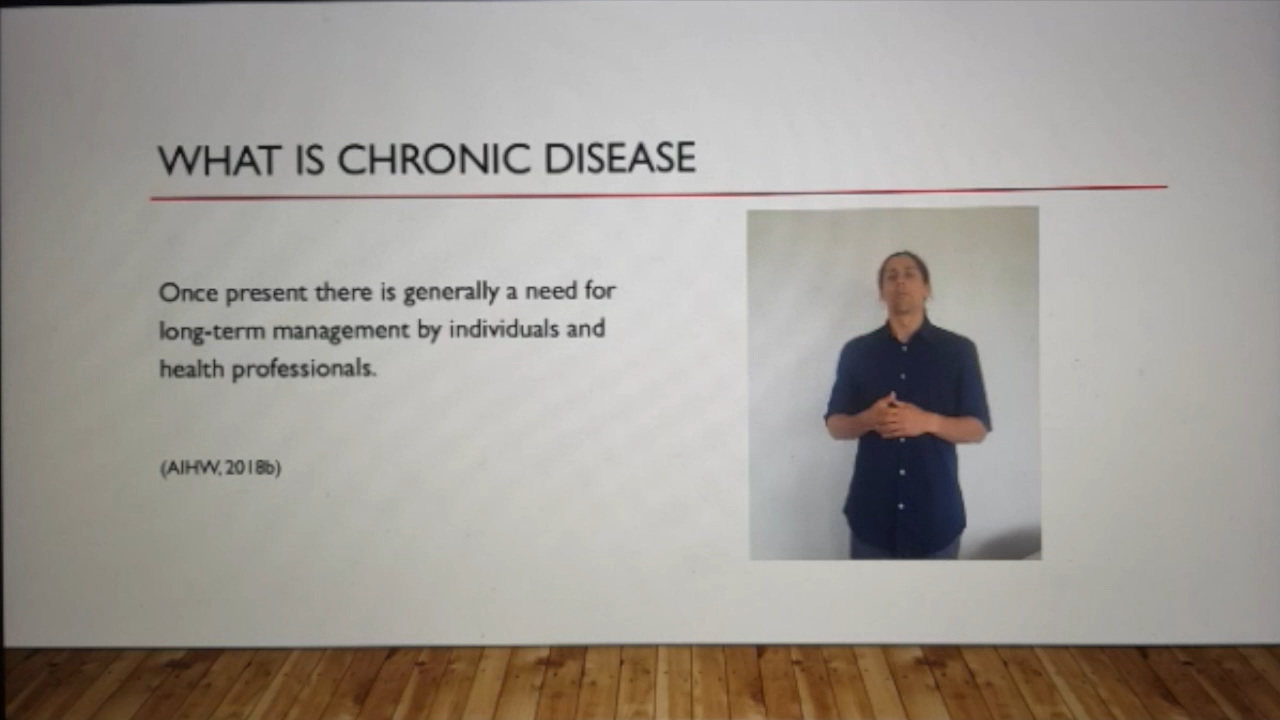 WHAT IS CHRONIC DISEASE
Once present there is generally a need for
long-term management by individuals and
health professionals.
(AIHW, 2018b)